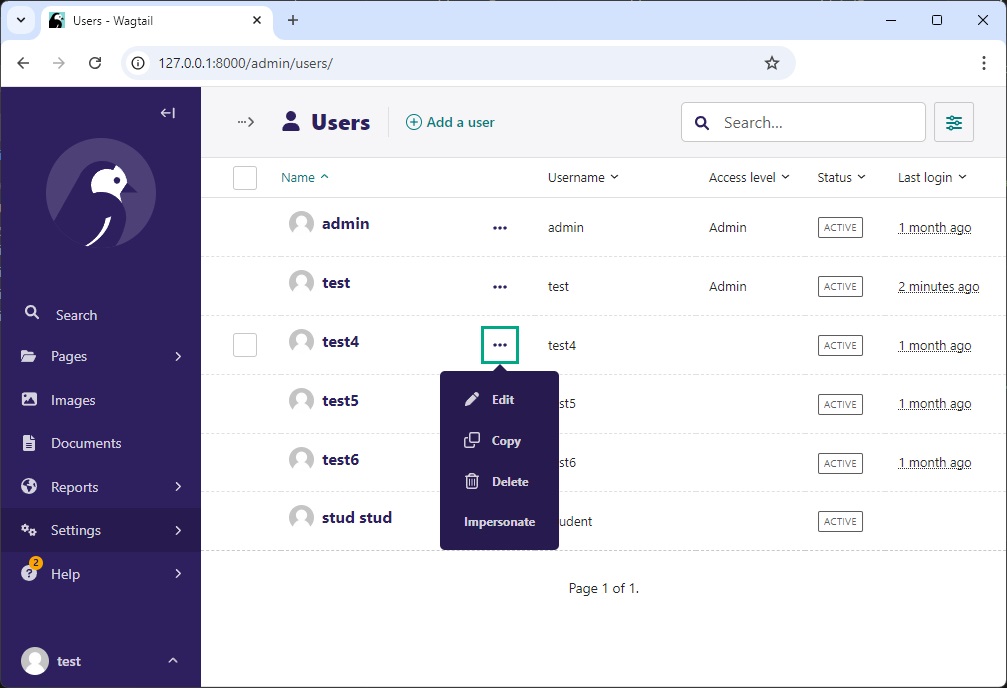 Users - Wagtail
127.0.0.1:8000/admin/users/
Users
Add a user
Search...
Name
Username
Access level
Status
Last login
admin
admin
Admin
ACTIVE
1 month ago
test
test
Admin
ACTIVE
2 minutes ago
test4
test4
ACTIVE
1 month ago
test5
st5
ACTIVE
1 month ago
test6
st6
ACTIVE
1 month ago
stud stud
udent
ACTIVE
Edit
Copy
Delete
Impersonate
Page 1 of 1.
Search
Pages
Images
Documents
Reports
Settings
2
Help
test